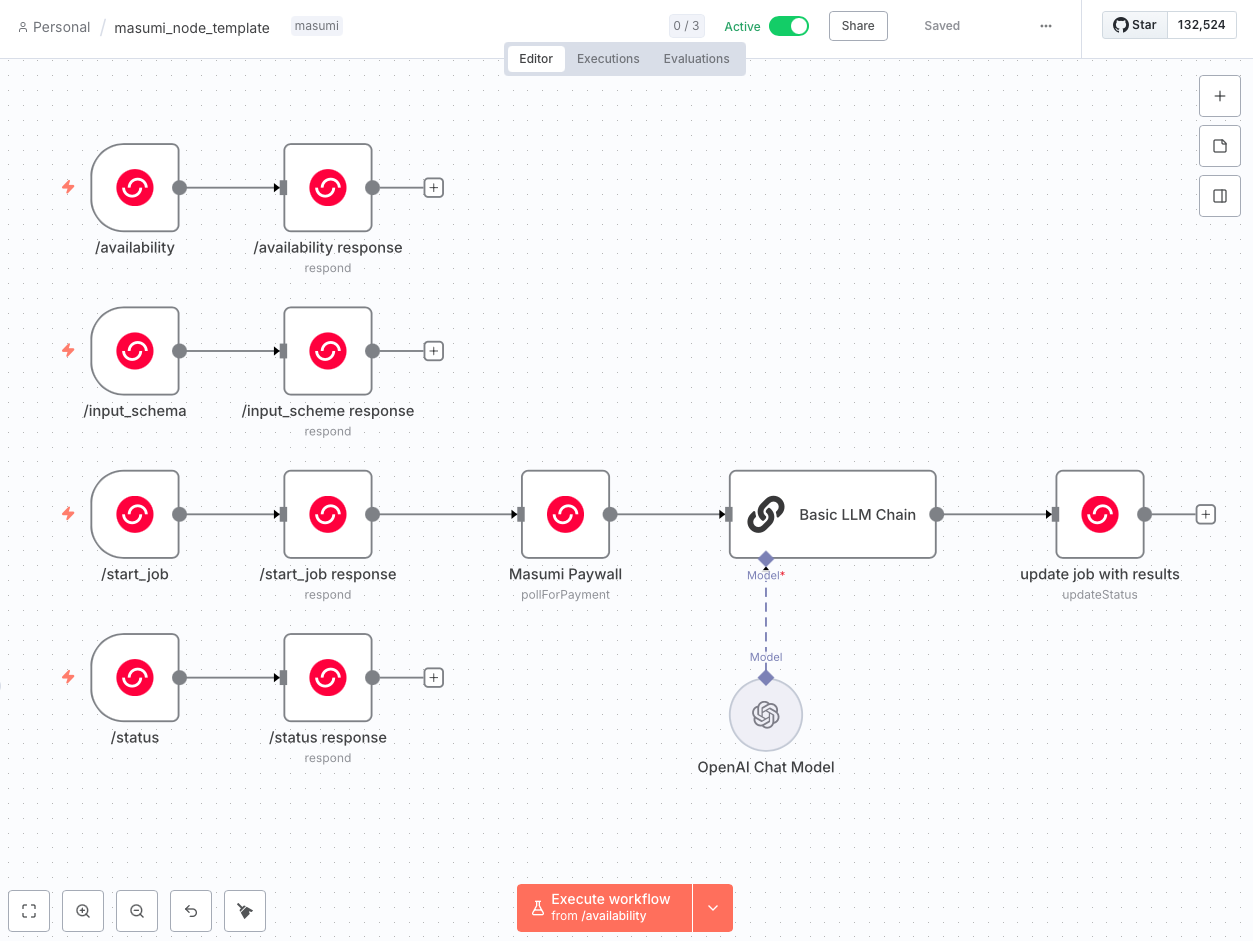 Personal / masumi_node_template masumi 0 / 3 Active Share Saved Star 132,524
Editor Executions Evaluations
/availability /availability response
respond
/input_schema /input_scheme response
respond
Basic LLM Chain
/start_job /start_job response Masumi Paywall Model* update job with results
respond pollForPayment updateStatus
Model
/status /status response
respond
OpenAI Chat Model
Execute workflow
from /availability